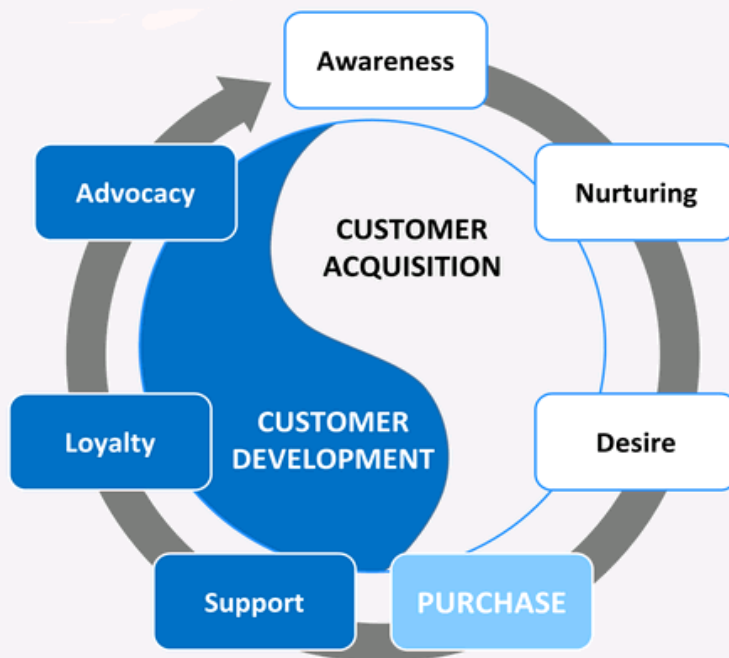 Awareness
Nurturing
Desire
PURCHASE
Support
Loyalty
Advocacy
CUSTOMER
ACQUISITION
CUSTOMER
DEVELOPMENT